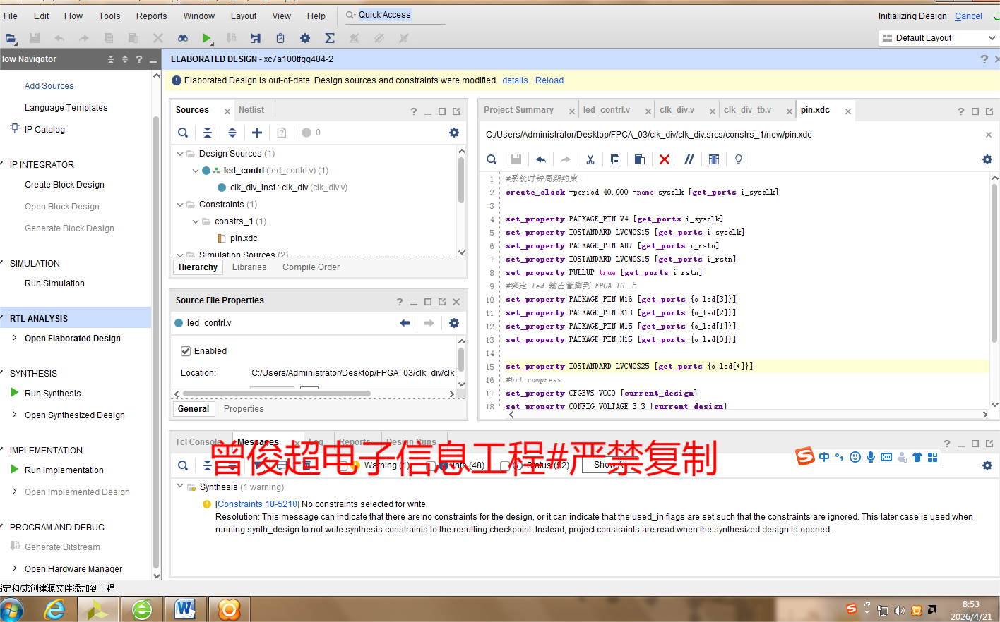 File Edit Flow Tools Reports Window Layout View Help Quick Access
Initializing Design Cancel
Default Layout
Flow Navigator
ELABORATED DESIGN - xc7a100tfgg484-2
Elaborated Design is out-of-date. Design sources and constraints were modified. details Reload
Add Sources
Language Templates
IP Catalog
IP INTEGRATOR
Create Block Design
Open Block Design
Generate Block Design
SIMULATION
Run Simulation
RTL ANALYSIS
Open Elaborated Design
SYNTHESIS
Run Synthesis
Open Synthesized Design
IMPLEMENTATION
Run Implementation
Open Implemented Design
PROGRAM AND DEBUG
Generate Bitstream
Open Hardware Manager
Sources Netlist
0
Design Sources (1)
led_contrl (led_contrl.v) (1)
clk_div_inst : clk_div (clk_div.v)
Constraints (1)
constrs_1 (1)
pin.xdc
Simulation Sources (2)
Hierarchy Libraries Compile Order
Source File Properties
led_contrl.v
Enabled
Location: C:/Users/Administrator/Desktop/FPGA_03/clk_div/clk_
General Properties
Project Summary led_contrl.v clk_div.v clk_div_tb.v pin.xdc
C:/Users/Administrator/Desktop/FPGA_03/clk_div/clk_div.srcs/constrs_1/new/pin.xdc
1 #系统时钟周期约束
2 create_clock -period 40.000 -name sysclk [get_ports i_sysclk]
3
4 set_property PACKAGE_PIN V4 [get_ports i_sysclk]
5 set_property IOSTANDARD LVCMOS15 [get_ports i_sysclk]
6 set_property PACKAGE_PIN AB7 [get_ports i_rstn]
7 set_property IOSTANDARD LVCMOS15 [get_ports i_rstn]
8 set_property PULLUP true [get_ports i_rstn]
9 #绑定 led 输出管脚到 FPGA IO 上
10 set_property PACKAGE_PIN M16 [get_ports {o_led[3]}]
11 set_property PACKAGE_PIN K13 [get_ports {o_led[2]}]
12 set_property PACKAGE_PIN M15 [get_ports {o_led[1]}]
13 set_property PACKAGE_PIN H15 [get_ports {o_led[0]}]
14
15 set_property IOSTANDARD LVCMOS25 [get_ports {o_led[*]}]
16 #bit compress
17 set_property CFGBVS VCCO [current_design]
18 set_property CONFIG_VOLTAGE 3.3 [current_design]
Tcl Console Messages Log Reports Design Runs
曾俊超电子信息工程#严禁复制
Warning (1) Info (48) Status (52) Show All
中
Synthesis (1 warning)
[Constraints 18-5210] No constraints selected for write.
Resolution: This message can indicate that there are no constraints for the design, or it can indicate that the used_in flags are set such that the constraints are ignored. This later case is used when
running synth_design to not write synthesis constraints to the resulting checkpoint. Instead, project constraints are read when the synthesized design is opened.
指定和/或创建源文件添加到工程
8:53
2026/4/21